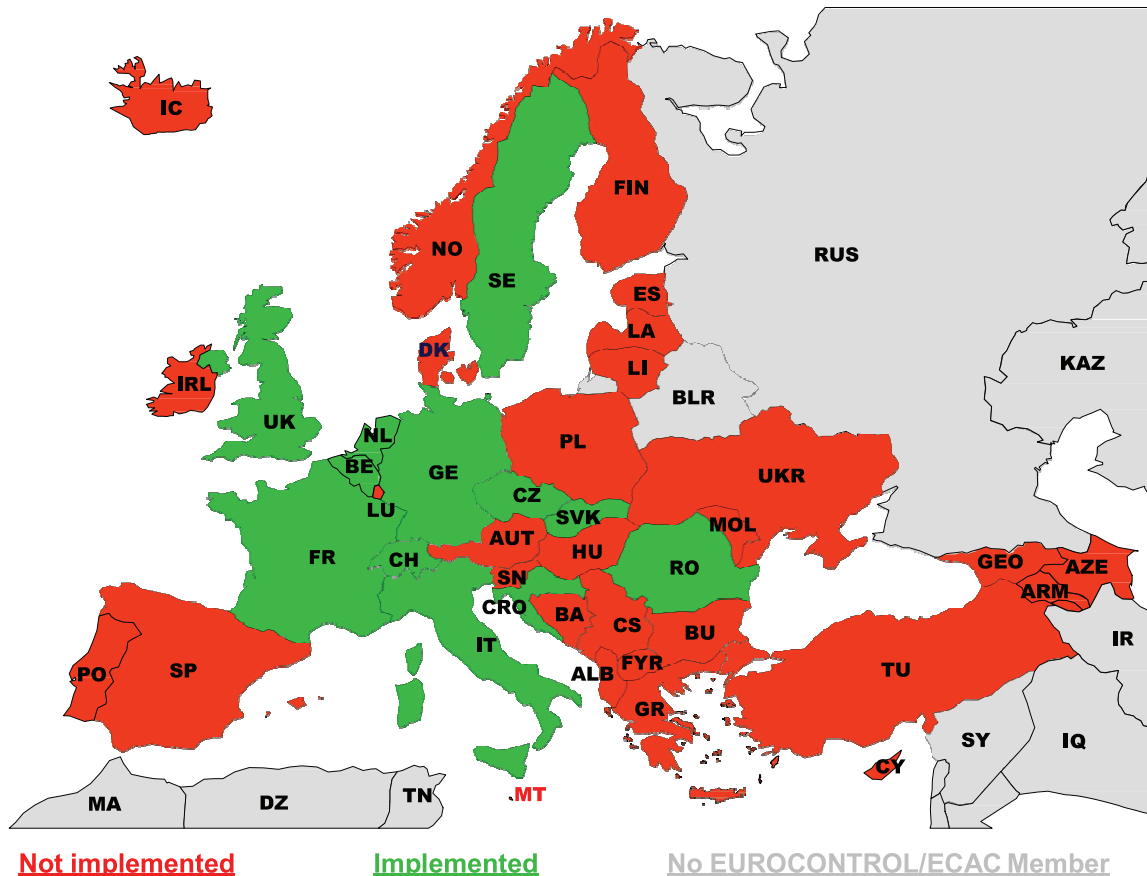 IC
FIN
NO
RUS
SE
ES
LA
DK
KAZ
LI
IRL
BLR
UK
NL
PL
BE
GE
UKR
CZ
LU
SVK
MOL
AUT
HU
FR
CH
RO
GEO
AZE
SN
ARM
CRO
BA
CS
BU
IR
IT
PO
SP
ALB
FYR
TU
GR
SY
IQ
CY
MT
TN
MA
DZ
Not implemented
Implemented
No EUROCONTROL/ECAC Member